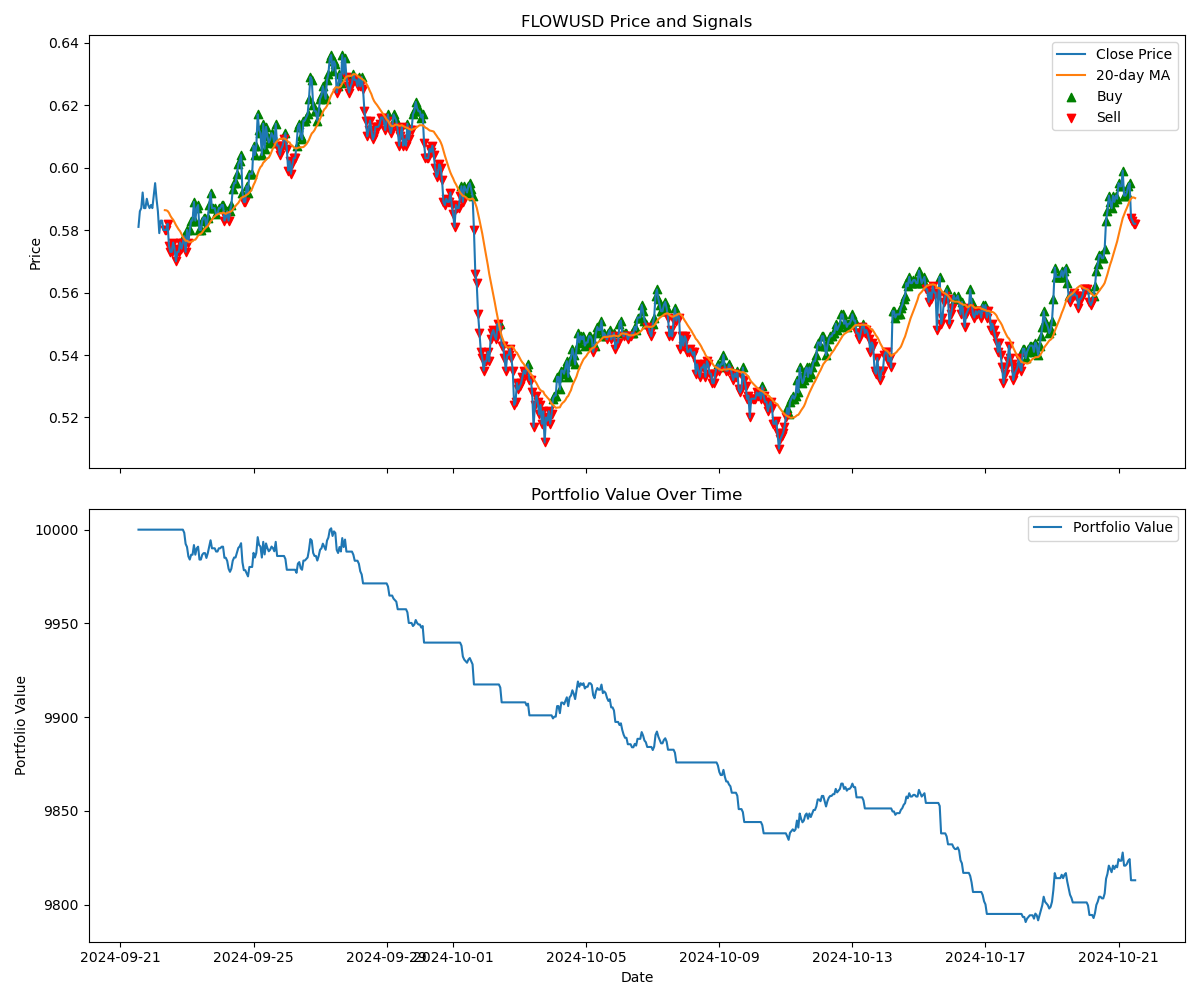 FLOWUSD Price and Signals
Price
0.64
0.62
0.60
0.58
0.56
0.54
0.52
Close Price
20-day MA
Buy
Sell
Portfolio Value Over Time
Portfolio Value
10000
9950
9900
9850
9800
Portfolio Value
2024-09-21 2024-09-25 2024-09-29 2024-10-01 2024-10-05 2024-10-09 2024-10-13 2024-10-17 2024-10-21
Date